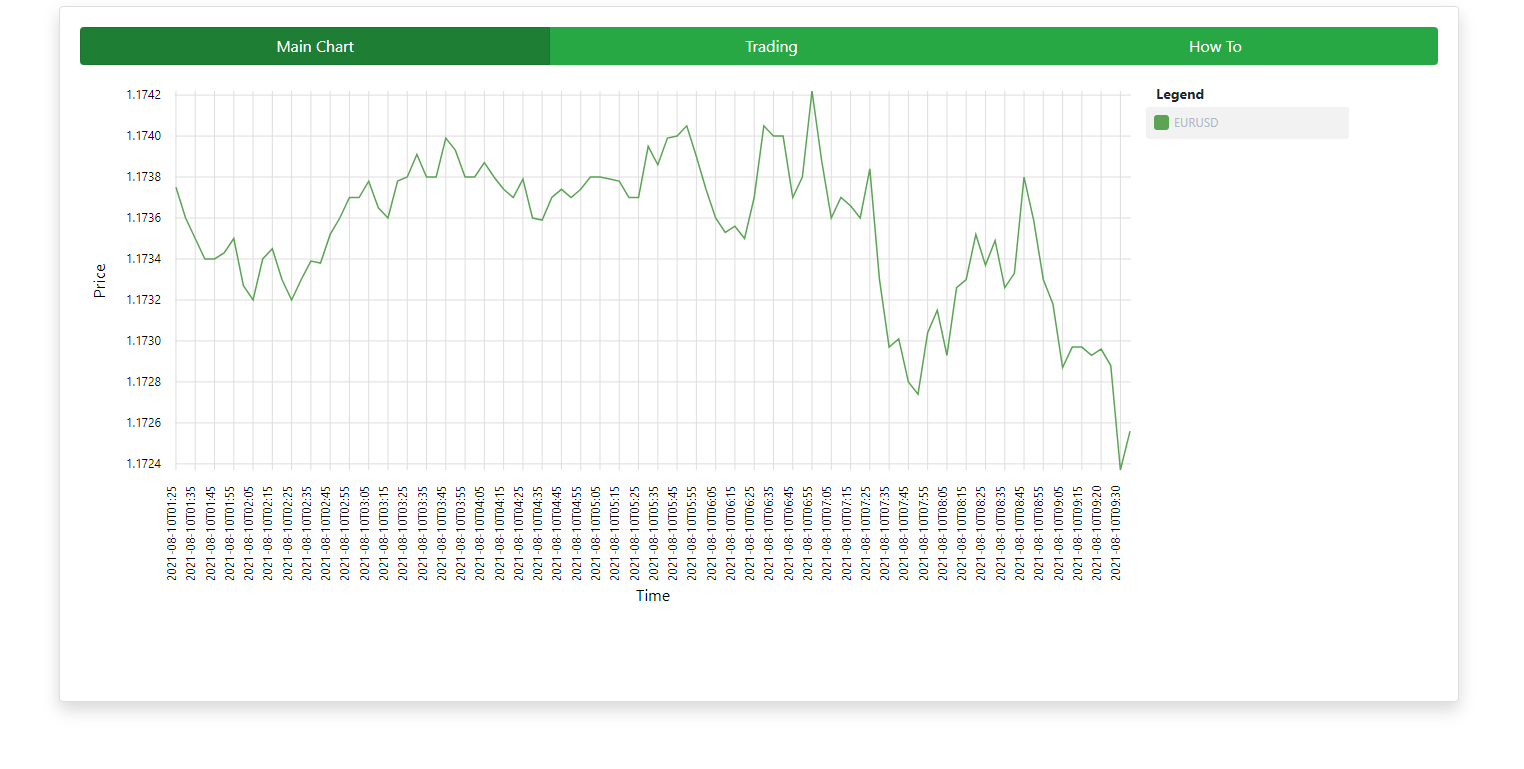 Main Chart
Trading
How To
Legend
EURUSD
Price
1.1742
1.1740
1.1738
1.1736
1.1734
1.1732
1.1730
1.1728
1.1726
1.1724
2021-08-10T01:25
2021-08-10T01:35
2021-08-10T01:45
2021-08-10T01:55
2021-08-10T02:05
2021-08-10T02:15
2021-08-10T02:25
2021-08-10T02:35
2021-08-10T02:45
2021-08-10T02:55
2021-08-10T03:05
2021-08-10T03:15
2021-08-10T03:25
2021-08-10T03:35
2021-08-10T03:45
2021-08-10T03:55
2021-08-10T04:05
2021-08-10T04:15
2021-08-10T04:25
2021-08-10T04:35
2021-08-10T04:45
2021-08-10T04:55
2021-08-10T05:05
2021-08-10T05:15
2021-08-10T05:25
2021-08-10T05:35
2021-08-10T05:45
2021-08-10T05:55
2021-08-10T06:05
2021-08-10T06:15
2021-08-10T06:25
2021-08-10T06:35
2021-08-10T06:45
2021-08-10T06:55
2021-08-10T07:05
2021-08-10T07:15
2021-08-10T07:25
2021-08-10T07:35
2021-08-10T07:45
2021-08-10T07:55
2021-08-10T08:05
2021-08-10T08:15
2021-08-10T08:25
2021-08-10T08:35
2021-08-10T08:45
2021-08-10T08:55
2021-08-10T09:05
2021-08-10T09:15
2021-08-10T09:20
2021-08-10T09:30
Time